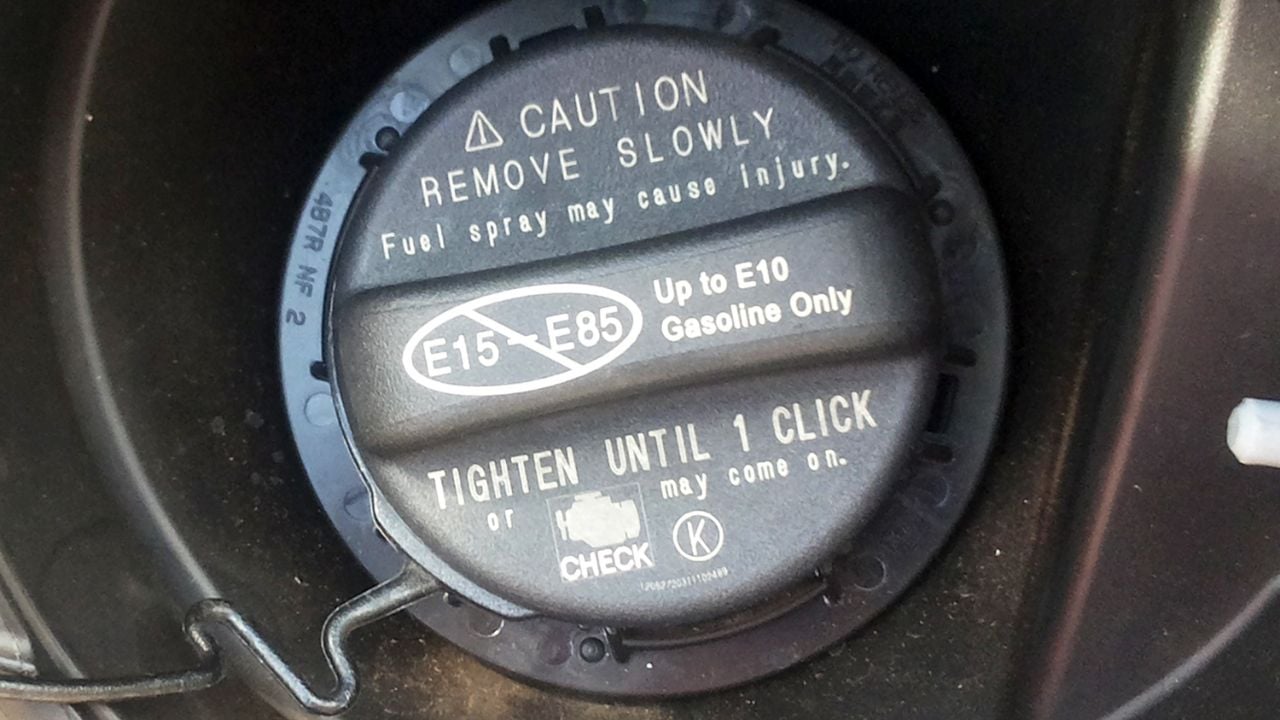 CAUTION
REMOVE SLOWLY
Fuel spray may cause injury.
E15-E85
Up to E10
Gasoline Only
TIGHTEN UNTIL 1 CLICK
or CHECK may come on.
K
4B7R NF 2